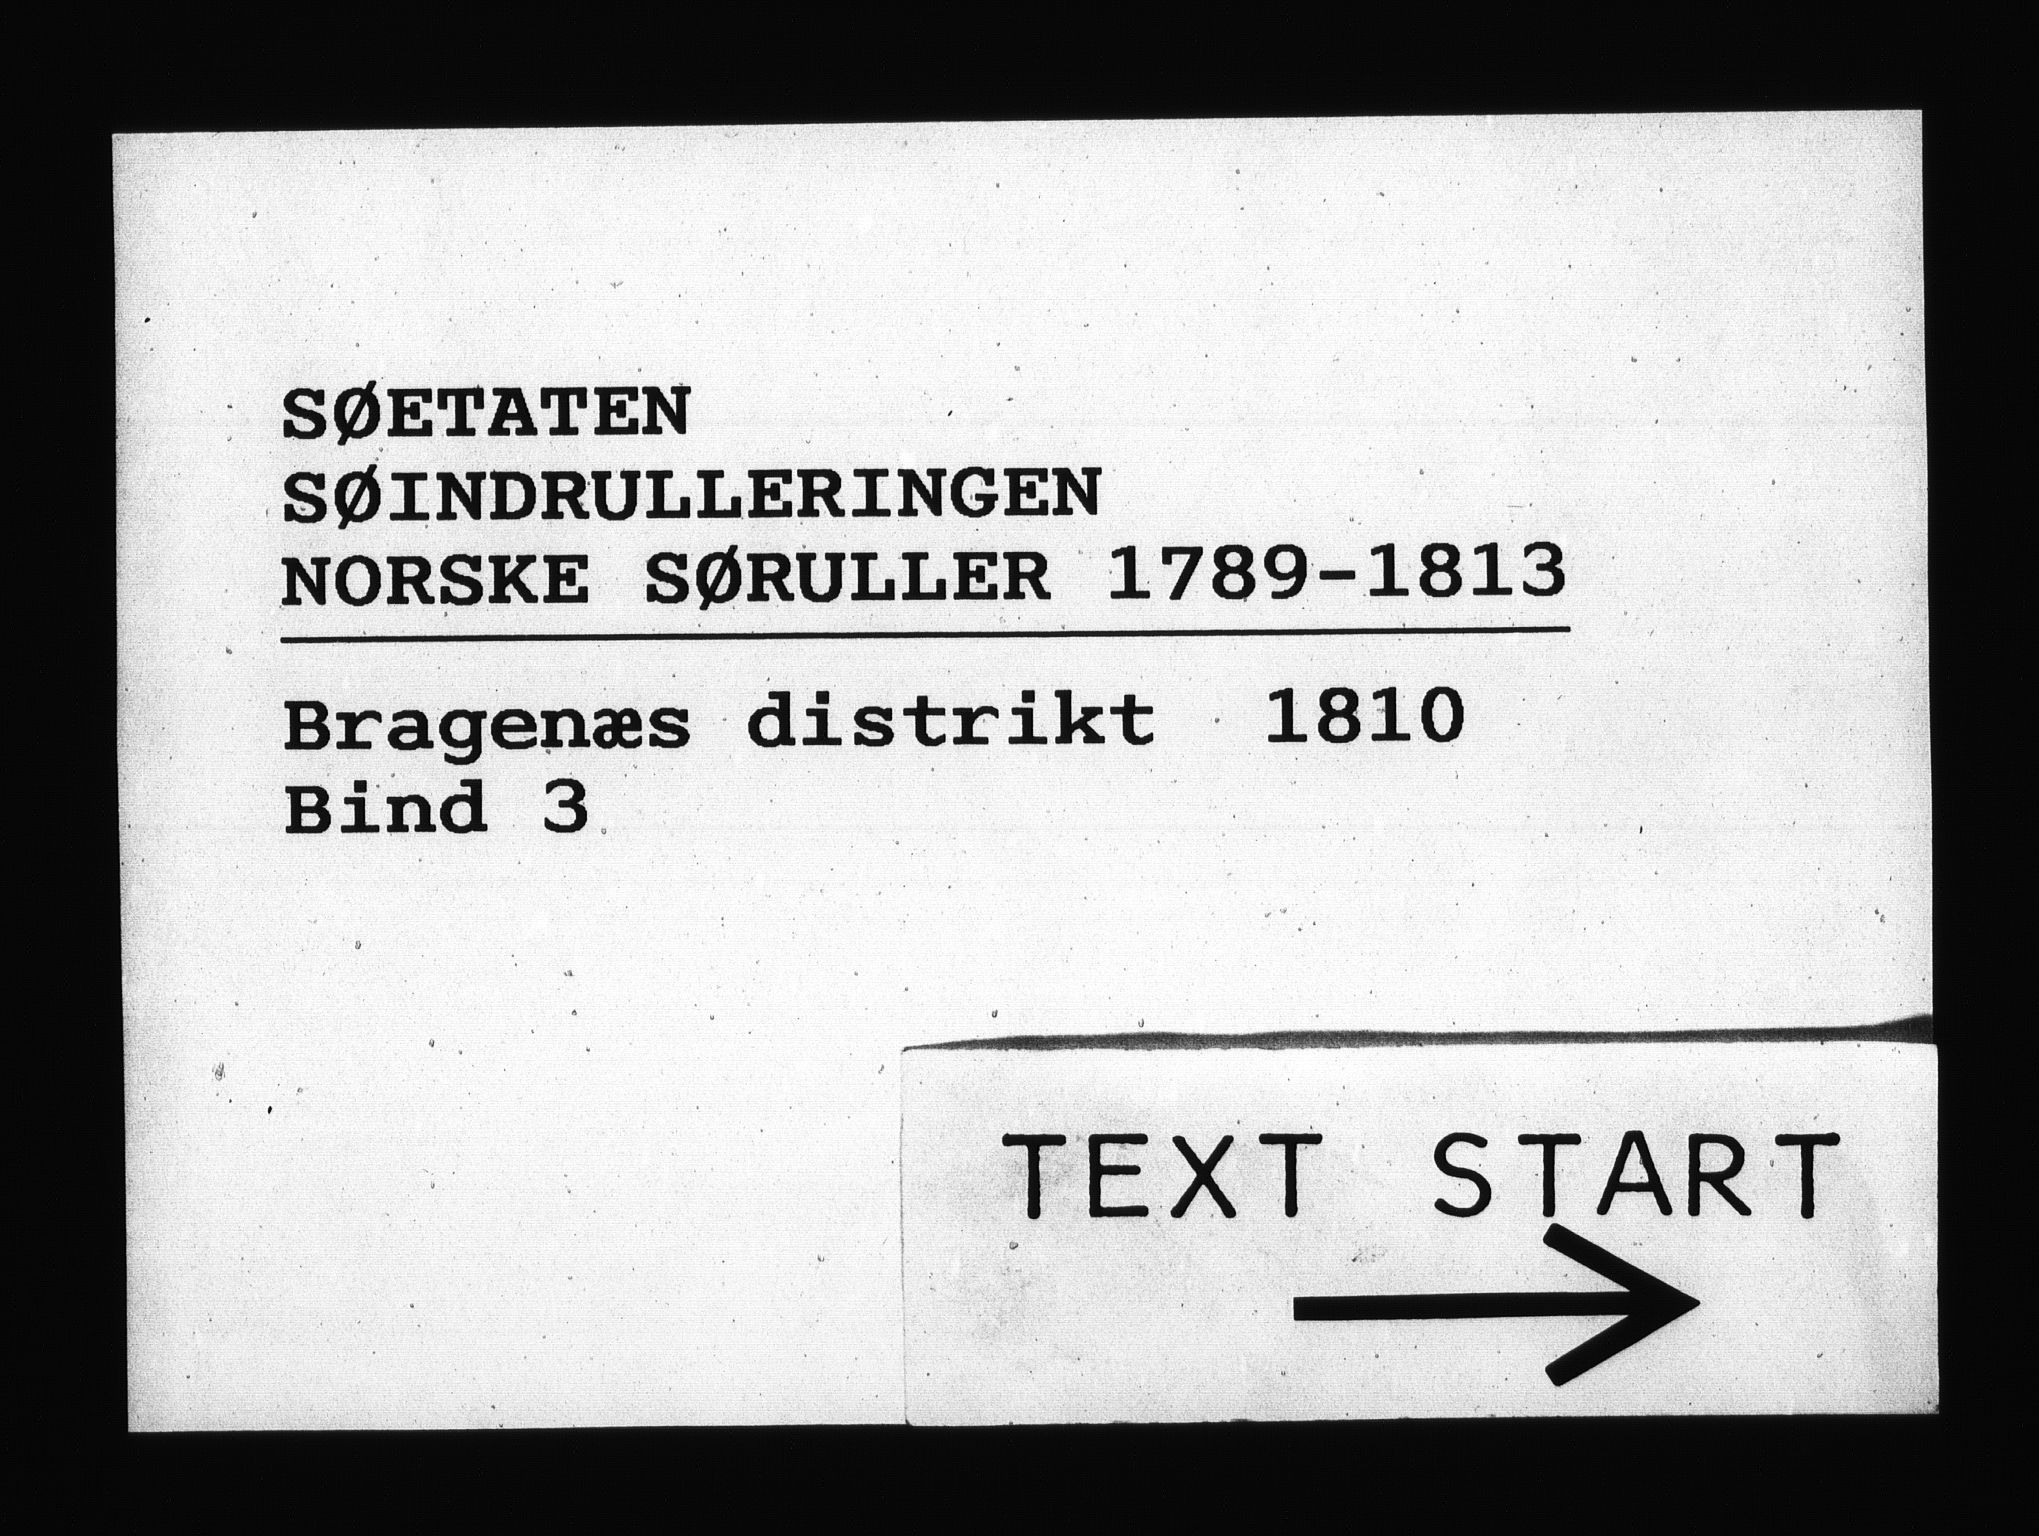 SØETATEN
SØINDRULLERINGEN
NORSKE SØRULLER 1789-1813
Bragenæs distrikt 1810
Bind 3
TEXT START